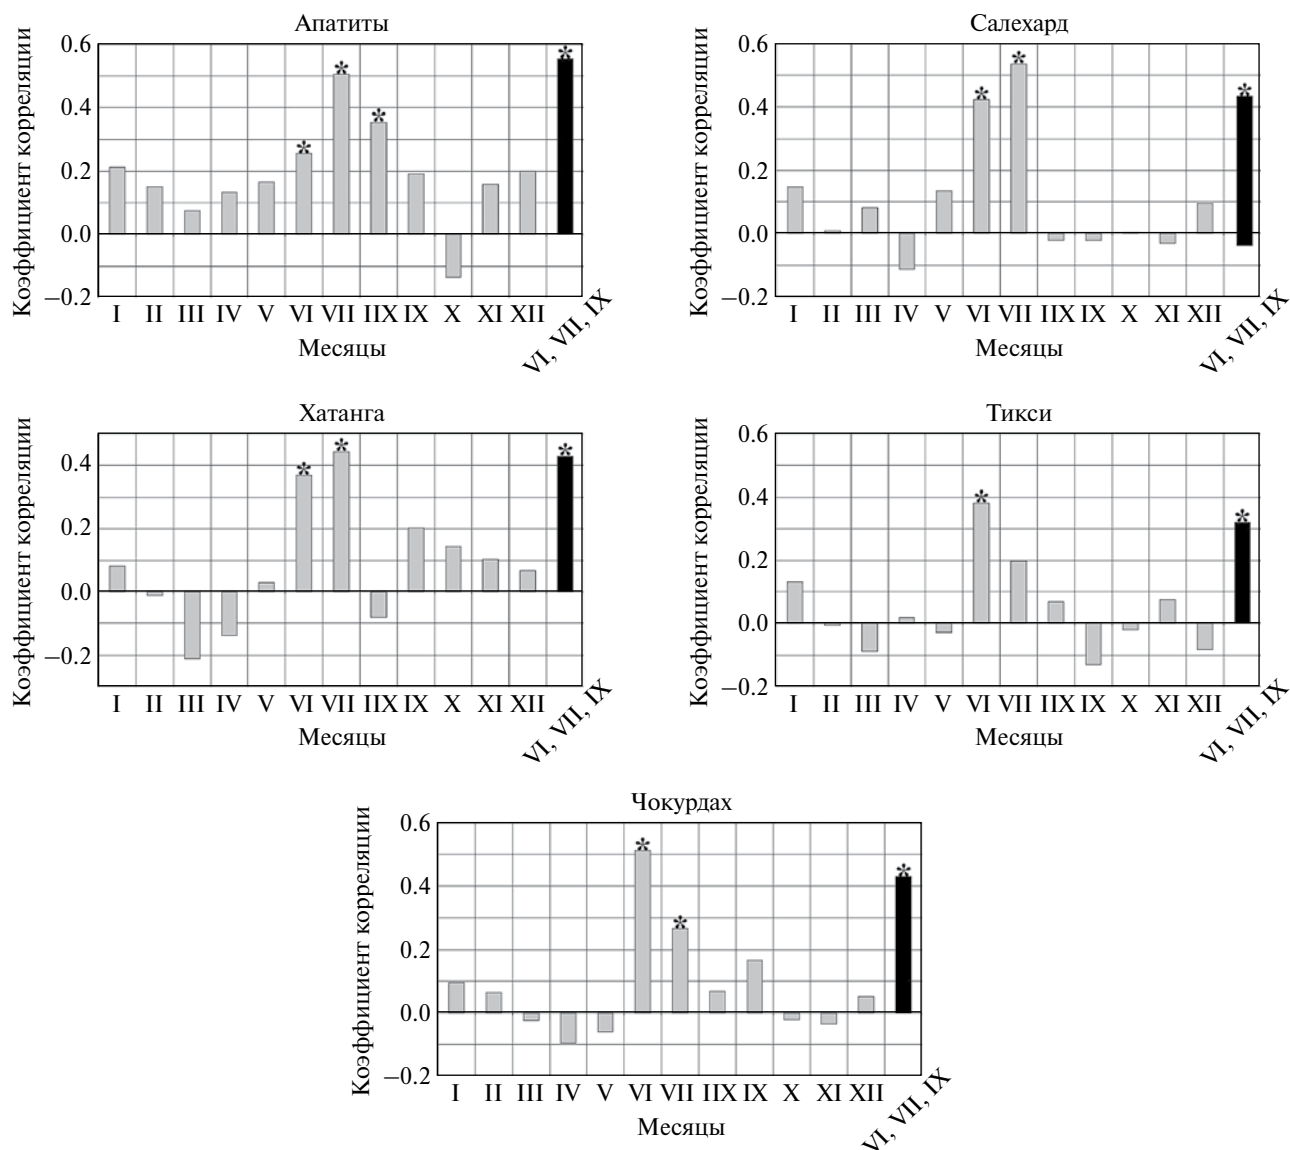 Апатиты
Коэффициент корреляции
0.6
0.4
0.2
0.0
−0.2
I II III IV V VI VII IIX IX X XI XII
VI, VII, IX
Месяцы
Салехард
Коэффициент корреляции
0.6
0.4
0.2
0.0
−0.2
I II III IV V VI VII IIX IX X XI XII
VI, VII, IX
Месяцы
Хатанга
Коэффициент корреляции
0.4
0.2
0.0
−0.2
I II III IV V VI VII IIX IX X XI XII
VI, VII, IX
Месяцы
Тикси
Коэффициент корреляции
0.6
0.4
0.2
0.0
−0.2
I II III IV V VI VII IIX IX X XI XII
VI, VII, IX
Месяцы
Чокурдах
Коэффициент корреляции
0.6
0.4
0.2
0.0
−0.2
I II III IV V VI VII IIX IX X XI XII
VI, VII, IX
Месяцы